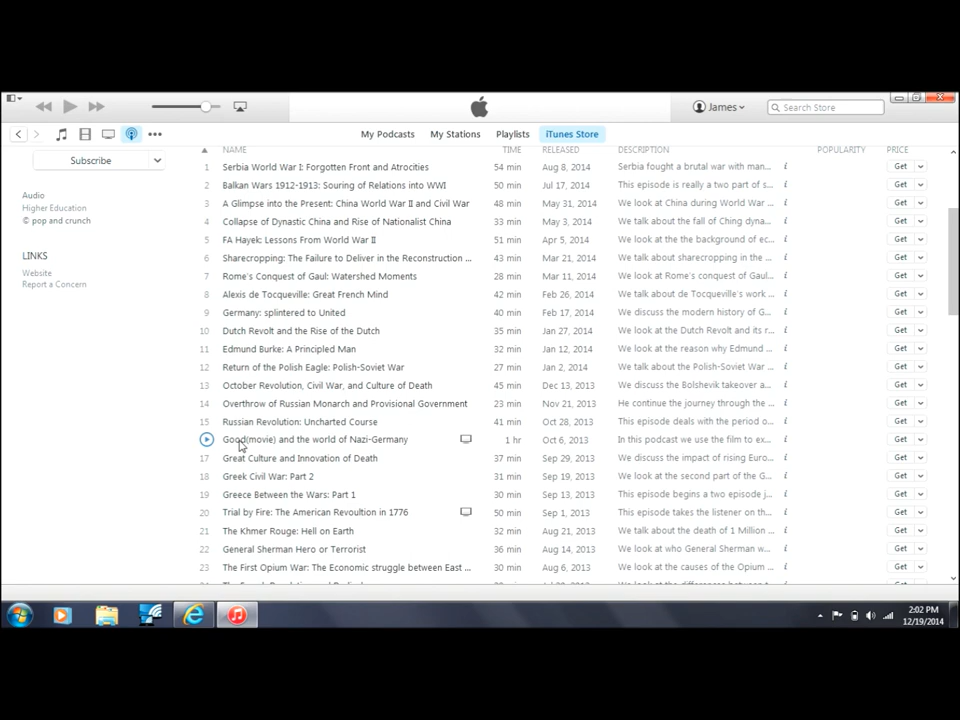 James
Search Store
My Podcasts My Stations Playlists iTunes Store
NAME TIME RELEASED DESCRIPTION POPULARITY PRICE
Subscribe
Audio
Higher Education
© pop and crunch
LINKS
Website
Report a Concern
1 Serbia World War I: Forgotten Front and Atrocities 54 min Aug 8, 2014 Serbia fought a brutal war with man... i Get
2 Balkan Wars 1912-1913: Souring of Relations into WWI 50 min Jul 17, 2014 This episode is really a two part of s... i Get
3 A Glimpse into the Present: China World War II and Civil War 48 min May 31, 2014 We look at China during World War ... i Get
4 Collapse of Dynastic China and Rise of Nationalist China 51 min May 3, 2014 We talk about the fall of Ching dyna... i Get
5 FA Hayek: Lessons From World War II 51 min Apr 5, 2014 We look at the the background of ec... i Get
6 Sharecropping: The Failure to Deliver in the Reconstruction ... 43 min Mar 21, 2014 We talk about sharecropping in the ... i Get
7 Rome's Conquest of Gaul: Watershed Moments 28 min Mar 11, 2014 We look at Rome's conquest of Gaul... i Get
8 Alexis de Tocqueville: Great French Mind 42 min Feb 26, 2014 We talk about de Tocqueville's work ... i Get
9 Germany: splintered to United 40 min Feb 17, 2014 We discuss the modern history of G... i Get
10 Dutch Revolt and the Rise of the Dutch 35 min Jan 27, 2014 We look at the Dutch Revolt and its r... i Get
11 Edmund Burke: A Principled Man 30 min Jan 12, 2014 We look at the reason why Edmund ... i Get
12 Return of the Polish Eagle: Polish-Soviet War 27 min Jan 2, 2014 We look at the Polish-Soviet War that... i Get
13 October Revolution, Civil War, and Culture of Death 45 min Dec 13, 2013 We discuss the Bolshevik takeover a... i Get
14 Overthrow of Russian Monarch and Provisional Government 23 min Nov 21, 2013 He continue the journey through the ... i Get
15 Russian Revolution: Uncharted Course 41 min Oct 28, 2013 This episode deals with the period o... i Get
Good(movie) and the world of Nazi-Germany 1 hr Oct 6, 2013 In this podcast we use the film to ex... i Get
17 Great Culture and Innovation of Death 37 min Sep 29, 2013 We discuss the impact of rising Euro... i Get
18 Greek Civil War: Part 2 31 min Sep 19, 2013 We look at the second part of the G... i Get
19 Greece Between the Wars: Part 1 30 min Sep 13, 2013 This episode begins a two episode j... i Get
20 Trial by Fire: The American Revoultion in 1776 50 min Sep 1, 2013 This episode takes the listener on th... i Get
21 The Khmer Rouge: Hell on Earth 32 min Aug 21, 2013 We talk about the death of 1 Million ... i Get
22 General Sherman Hero or Terrorist 36 min Aug 14, 2013 We talk about who General Sherman w... i Get
23 The First Opium War: The Economic struggle between East ... 30 min Aug 6, 2013 We look at the causes of the Opium ... i Get
2:02 PM
12/19/2014